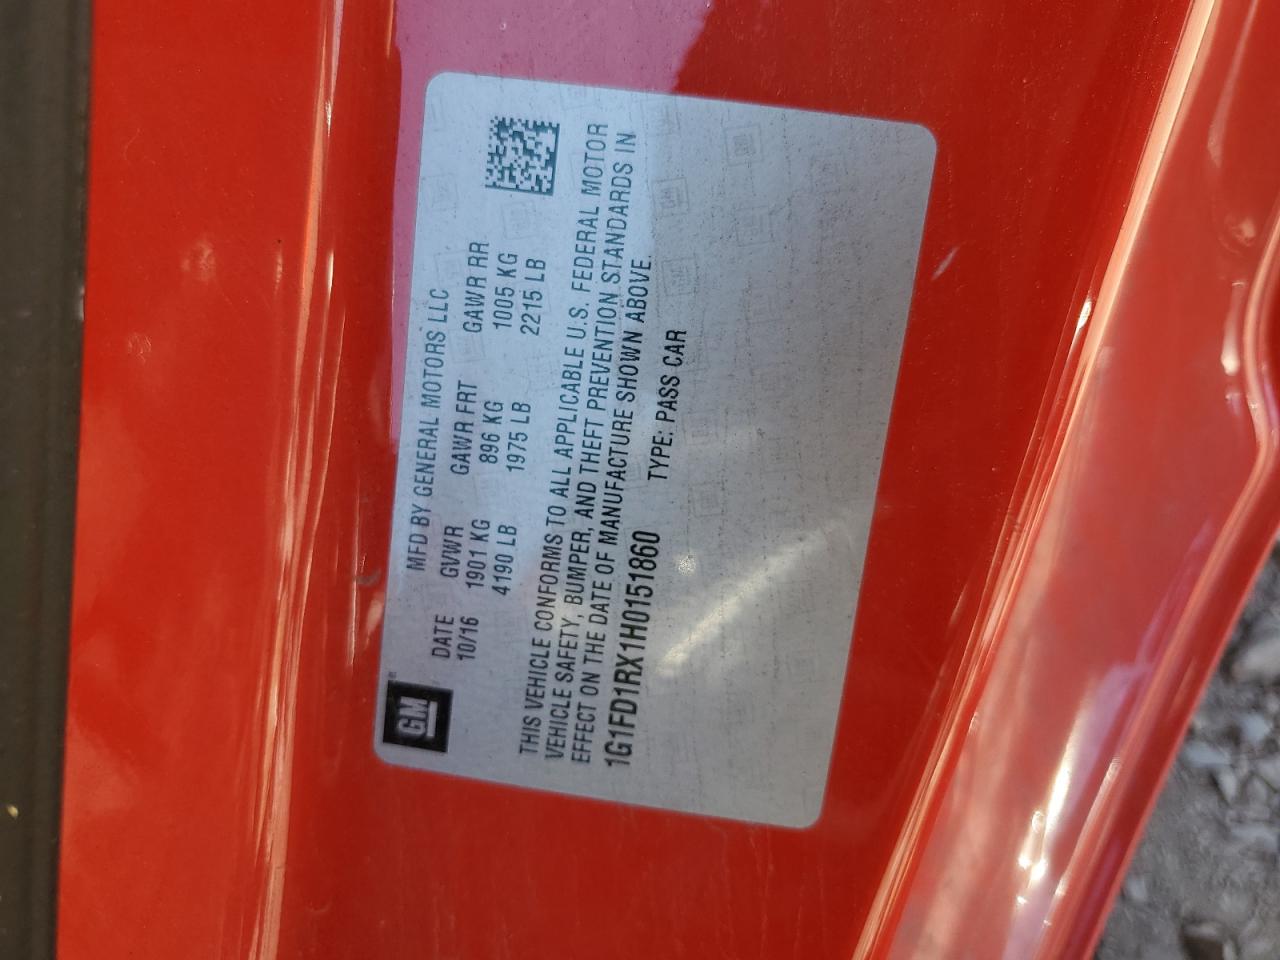 GM
MFD BY GENERAL MOTORS LLC
DATE GVWR GAWR FRT GAWR RR
10/16 1901 KG 896 KG 1005 KG
4190 LB 1975 LB 2215 LB
THIS VEHICLE CONFORMS TO ALL APPLICABLE U.S. FEDERAL MOTOR
VEHICLE SAFETY, BUMPER, AND THEFT PREVENTION STANDARDS IN
EFFECT ON THE DATE OF MANUFACTURE SHOWN ABOVE.
1G1FD1RX1H0151860 TYPE: PASS CAR